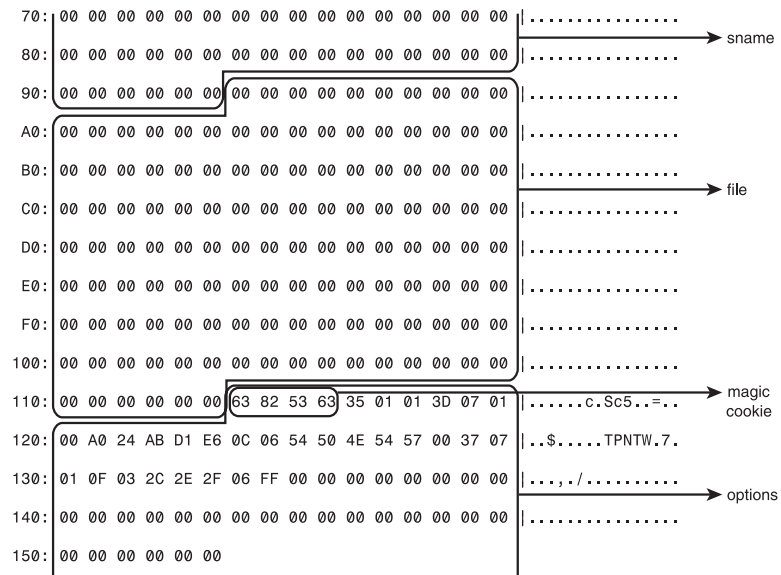 70: 00 00 00 00 00 00 00 00 00 00 00 00 00 00 00 00 |................
sname
80: 00 00 00 00 00 00 00 00 00 00 00 00 00 00 00 00 |................
90: 00 00 00 00 00 00 00 00 00 00 00 00 00 00 00 00 |................
A0: 00 00 00 00 00 00 00 00 00 00 00 00 00 00 00 00 |................
B0: 00 00 00 00 00 00 00 00 00 00 00 00 00 00 00 00 |................
file
C0: 00 00 00 00 00 00 00 00 00 00 00 00 00 00 00 00 |................
D0: 00 00 00 00 00 00 00 00 00 00 00 00 00 00 00 00 |................
E0: 00 00 00 00 00 00 00 00 00 00 00 00 00 00 00 00 |................
F0: 00 00 00 00 00 00 00 00 00 00 00 00 00 00 00 00 |................
100: 00 00 00 00 00 00 00 00 00 00 00 00 00 00 00 00 |................
110: 00 00 00 00 00 00 63 82 53 63 35 01 01 3D 07 01 |......c.Sc5..=..
magic
cookie
120: 00 A0 24 AB D1 E6 0C 06 54 50 4E 54 57 00 37 07 |..$.....TPNTW.7.
130: 01 0F 03 2C 2E 2F 06 FF 00 00 00 00 00 00 00 00 |...,./..........
options
140: 00 00 00 00 00 00 00 00 00 00 00 00 00 00 00 00 |................
150: 00 00 00 00 00 00